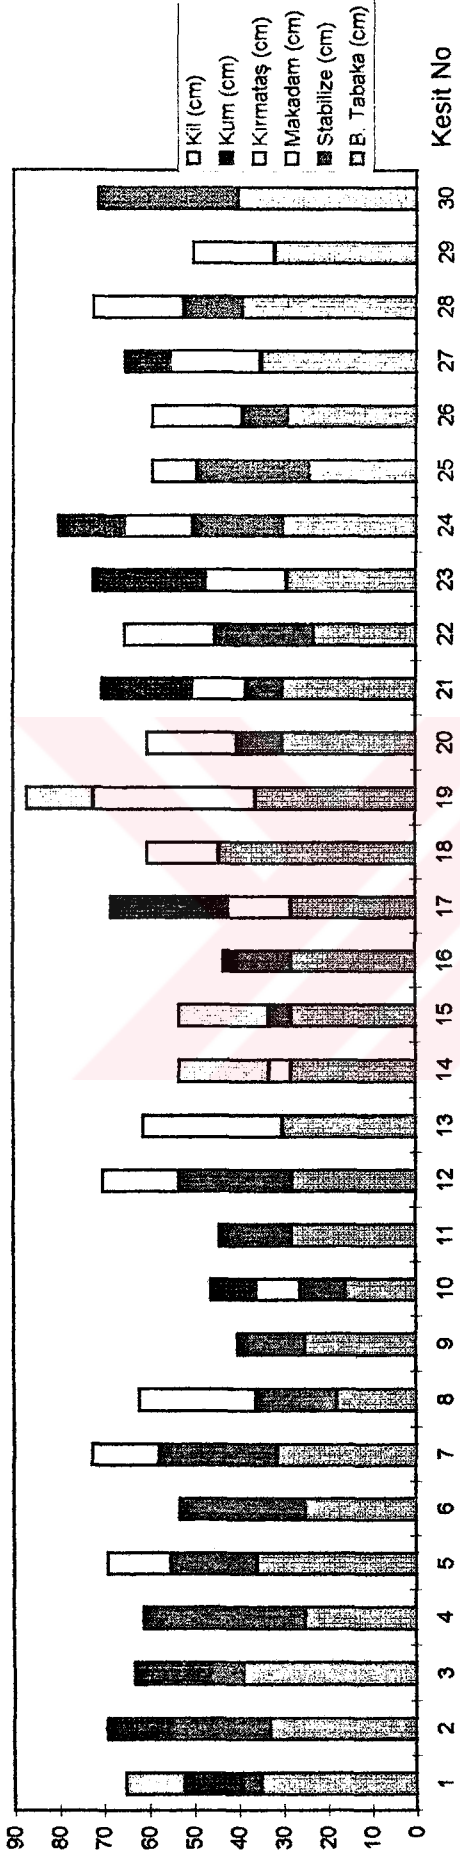 90
80
70
60
50
40
30
20
10
0
1 2 3 4 5 6 7 8 9 10 11 12 13 14 15 16 17 18 19 20 21 22 23 24 25 26 27 28 29 30
Kesit No
Kil (cm)
Kum (cm)
Kırmataş (cm)
Makadam (cm)
Stabilize (cm)
B. Tabaka (cm)